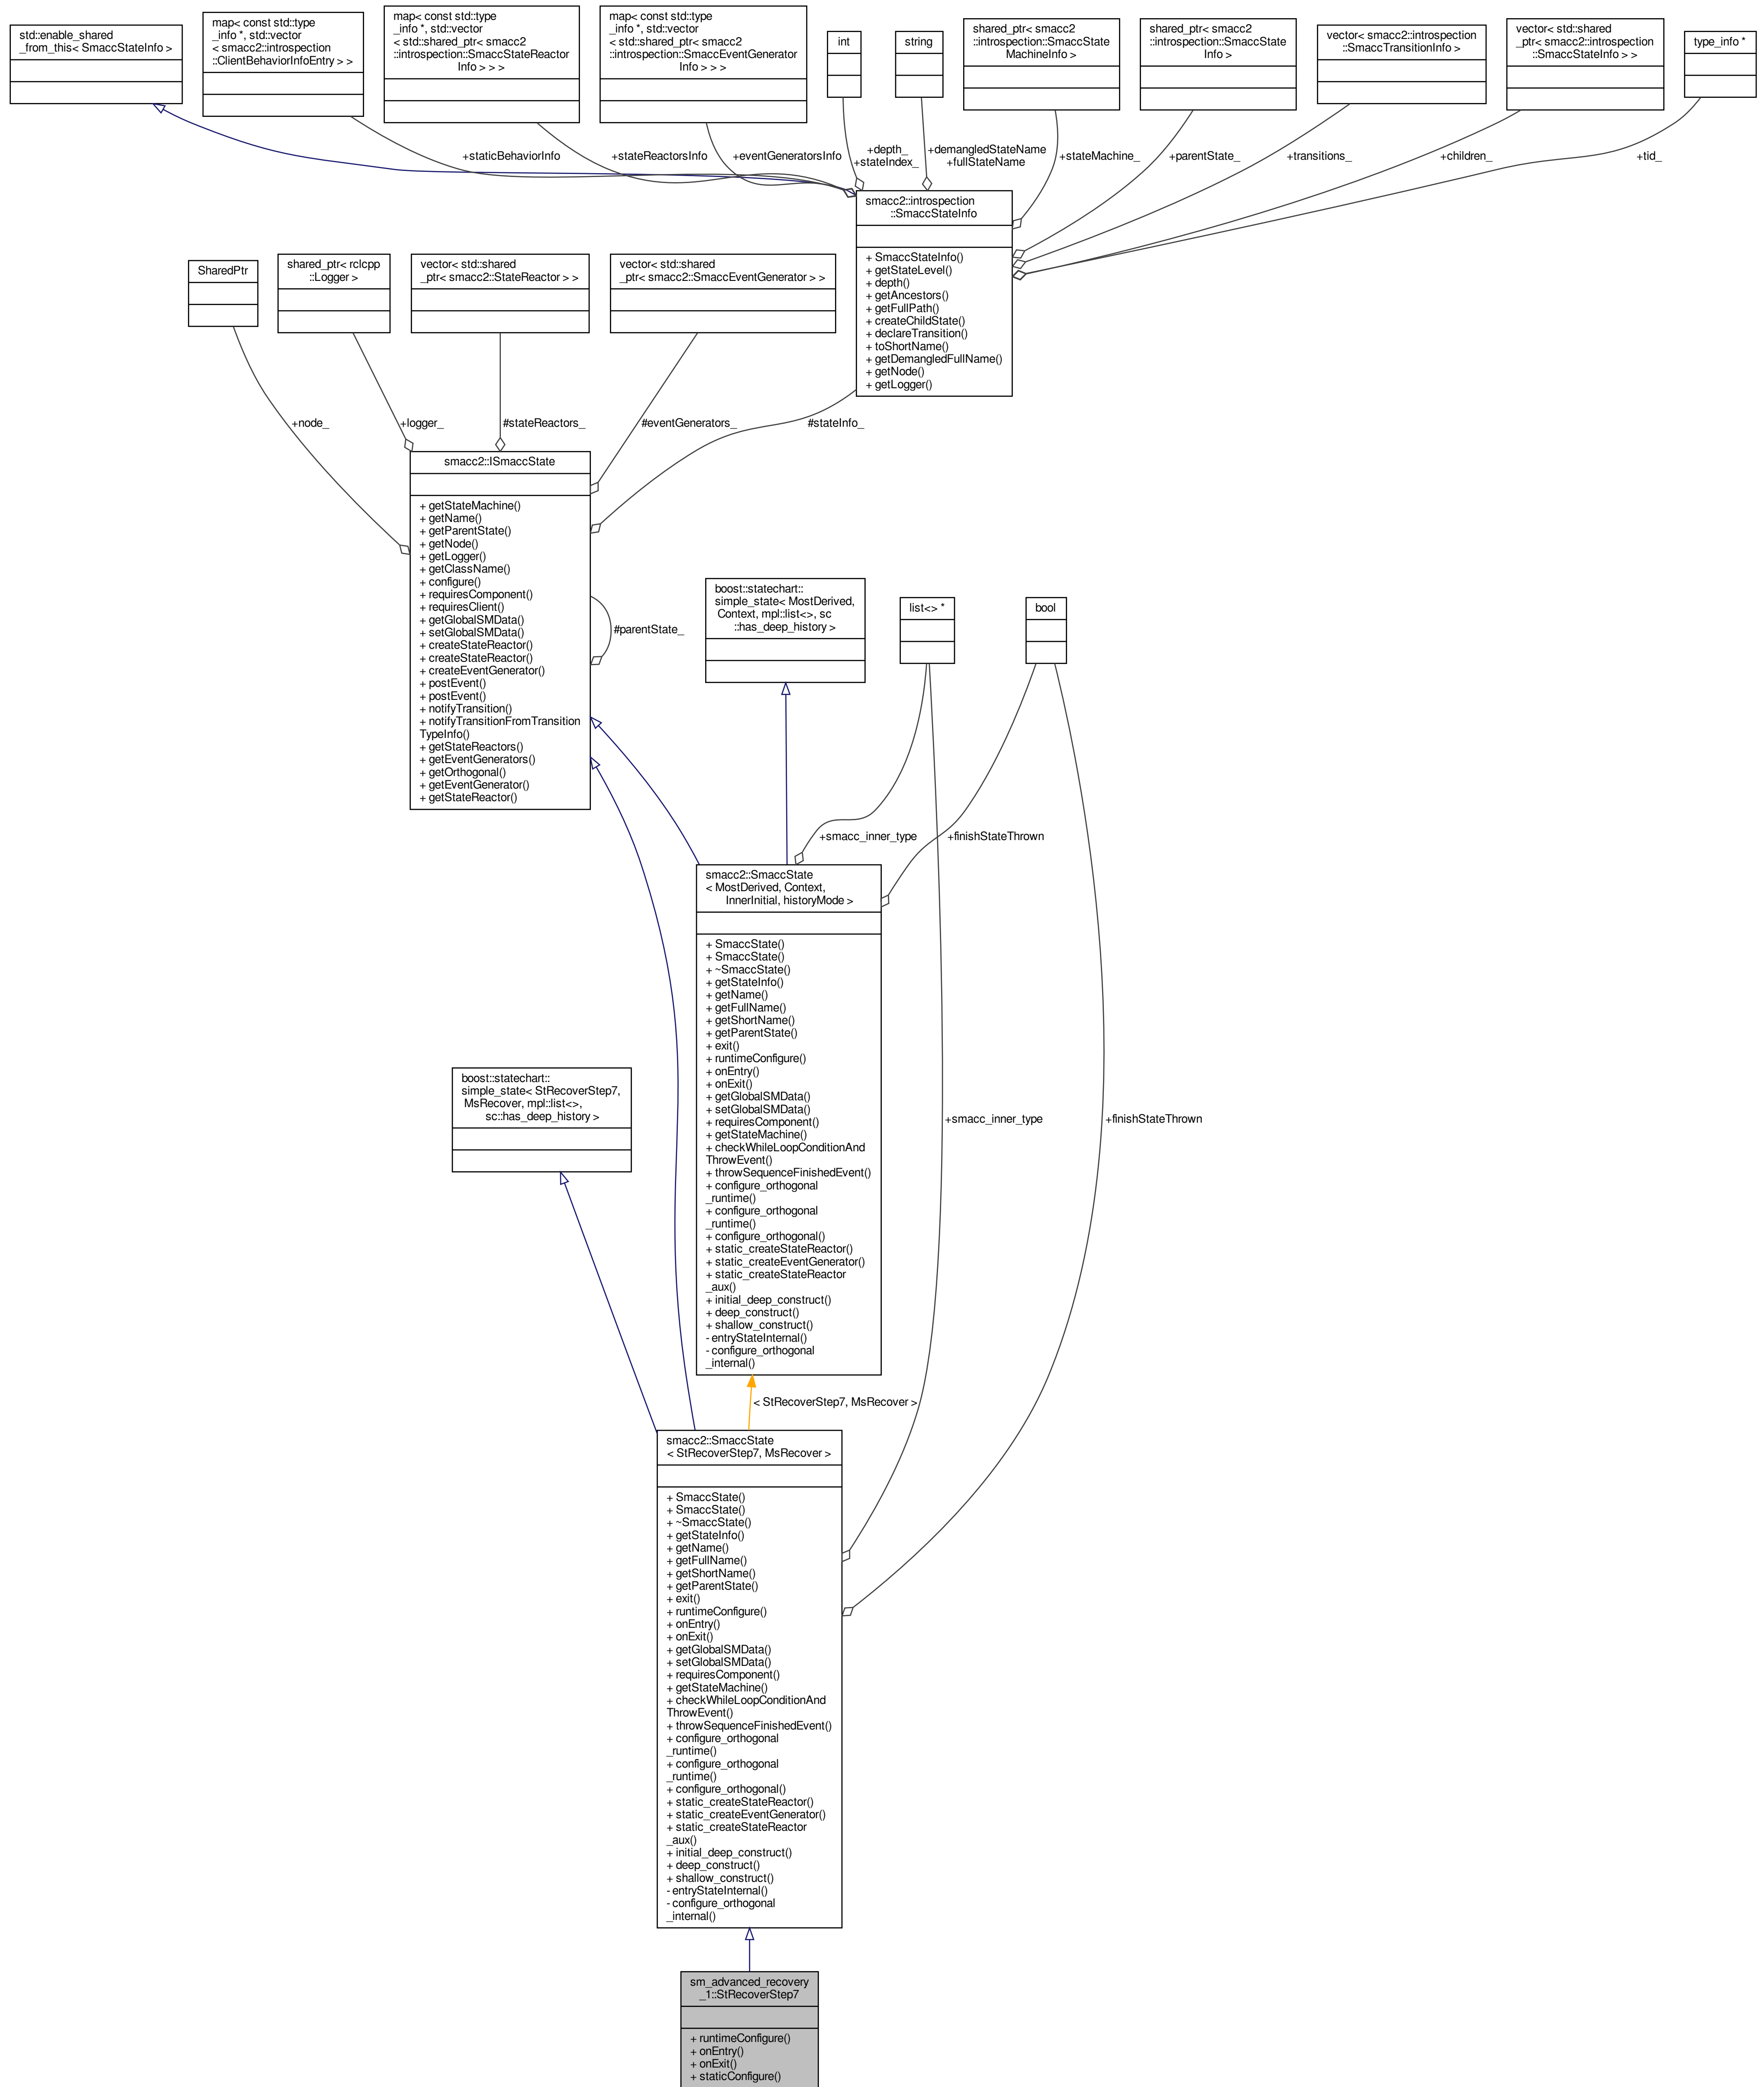 std::enable_shared
_from_this< SmaccStateInfo >
map< const std::type
_info *, std::vector
< smacc2::introspection
::ClientBehaviorInfoEntry > >
map< const std::type
_info *, std::vector
< std::shared_ptr< smacc2
::introspection::SmaccStateReactor
Info > > >
map< const std::type
_info *, std::vector
< std::shared_ptr< smacc2
::introspection::SmaccEventGenerator
Info > > >
int
string
shared_ptr< smacc2
::introspection::SmaccState
MachineInfo >
shared_ptr< smacc2
::introspection::SmaccState
Info >
vector< smacc2::introspection
::SmaccTransitionInfo >
vector< std::shared
_ptr< smacc2::introspection
::SmaccStateInfo > >
type_info *
+staticBehaviorInfo
+stateReactorsInfo
+eventGeneratorsInfo
+depth_
+stateIndex_
+demangledStateName
+fullStateName
+stateMachine_
+parentState_
+transitions_
+children_
+tid_
smacc2::introspection
::SmaccStateInfo
+ SmaccStateInfo()
+ getStateLevel()
+ depth()
+ getAncestors()
+ getFullPath()
+ createChildState()
+ declareTransition()
+ toShortName()
+ getDemangledFullName()
+ getNode()
+ getLogger()
SharedPtr
shared_ptr< rclcpp
::Logger >
vector< std::shared
_ptr< smacc2::StateReactor > >
vector< std::shared
_ptr< smacc2::SmaccEventGenerator > >
+node_
+logger_
#stateReactors_
#eventGenerators_
#stateInfo_
smacc2::ISmaccState
+ getStateMachine()
+ getName()
+ getParentState()
+ getNode()
+ getLogger()
+ getClassName()
+ configure()
+ requiresComponent()
+ requiresClient()
+ getGlobalSMData()
+ setGlobalSMData()
+ createStateReactor()
+ createStateReactor()
+ createEventGenerator()
+ postEvent()
+ postEvent()
+ notifyTransition()
+ notifyTransitionFromTransition
TypeInfo()
+ getStateReactors()
+ getEventGenerators()
+ getOrthogonal()
+ getEventGenerator()
+ getStateReactor()
#parentState_
boost::statechart::
simple_state< MostDerived,
Context, mpl::list<>, sc
::has_deep_history >
list<> *
bool
+smacc_inner_type
+finishStateThrown
smacc2::SmaccState
< MostDerived, Context,
InnerInitial, historyMode >
+ SmaccState()
+ SmaccState()
+ ~SmaccState()
+ getStateInfo()
+ getName()
+ getFullName()
+ getShortName()
+ getParentState()
+ exit()
+ runtimeConfigure()
+ onEntry()
+ onExit()
+ getGlobalSMData()
+ setGlobalSMData()
+ requiresComponent()
+ getStateMachine()
+ checkWhileLoopConditionAnd
ThrowEvent()
+ throwSequenceFinishedEvent()
+ configure_orthogonal
_runtime()
+ configure_orthogonal
_runtime()
+ configure_orthogonal()
+ static_createStateReactor()
+ static_createEventGenerator()
+ static_createStateReactor
_aux()
+ initial_deep_construct()
+ deep_construct()
+ shallow_construct()
- entryStateInternal()
- configure_orthogonal
_internal()
boost::statechart::
simple_state< StRecoverStep7,
MsRecover, mpl::list<>,
sc::has_deep_history >
+smacc_inner_type
+finishStateThrown
< StRecoverStep7, MsRecover >
smacc2::SmaccState
< StRecoverStep7, MsRecover >
+ SmaccState()
+ SmaccState()
+ ~SmaccState()
+ getStateInfo()
+ getName()
+ getFullName()
+ getShortName()
+ getParentState()
+ exit()
+ runtimeConfigure()
+ onEntry()
+ onExit()
+ getGlobalSMData()
+ setGlobalSMData()
+ requiresComponent()
+ getStateMachine()
+ checkWhileLoopConditionAnd
ThrowEvent()
+ throwSequenceFinishedEvent()
+ configure_orthogonal
_runtime()
+ configure_orthogonal
_runtime()
+ configure_orthogonal()
+ static_createStateReactor()
+ static_createEventGenerator()
+ static_createStateReactor
_aux()
+ initial_deep_construct()
+ deep_construct()
+ shallow_construct()
- entryStateInternal()
- configure_orthogonal
_internal()
sm_advanced_recovery
_1::StRecoverStep7
+ runtimeConfigure()
+ onEntry()
+ onExit()
+ staticConfigure()